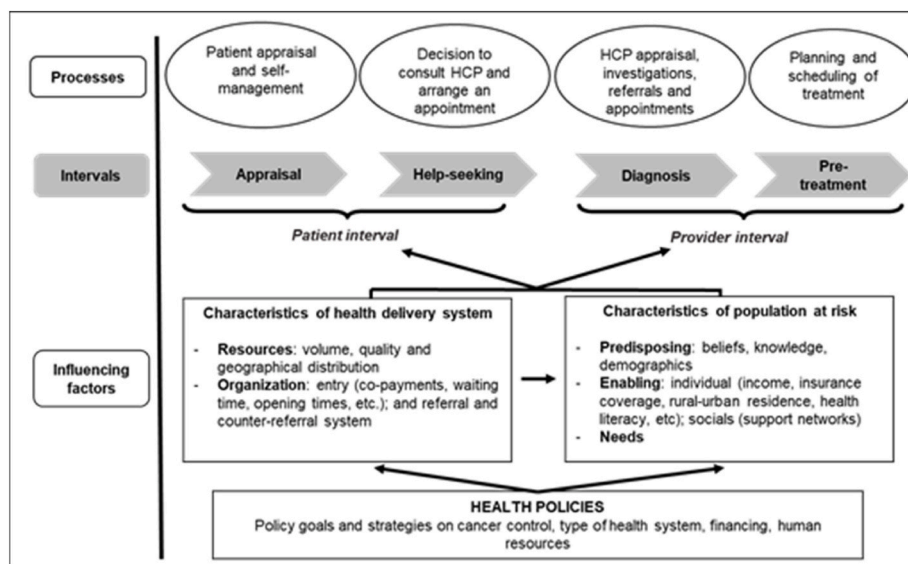 Processes
Patient appraisal
and self-
management
Decision to
consult HCP and
arrange an
appointment
HCP appraisal,
investigations,
referrals and
appointments
Planning and
scheduling of
treatment
Intervals
Appraisal
Help-seeking
Diagnosis
Pre-
treatment
Patient interval
Provider interval
Influencing
factors
Characteristics of health delivery system
- Resources: volume, quality and
geographical distribution
- Organization: entry (co-payments, waiting
time, opening times, etc.); and referral and
counter-referral system
Characteristics of population at risk
- Predisposing: beliefs, knowledge,
demographics
- Enabling: individual (income, insurance
coverage, rural-urban residence, health
literacy, etc); socials (support networks)
- Needs
HEALTH POLICIES
Policy goals and strategies on cancer control, type of health system, financing, human
resources